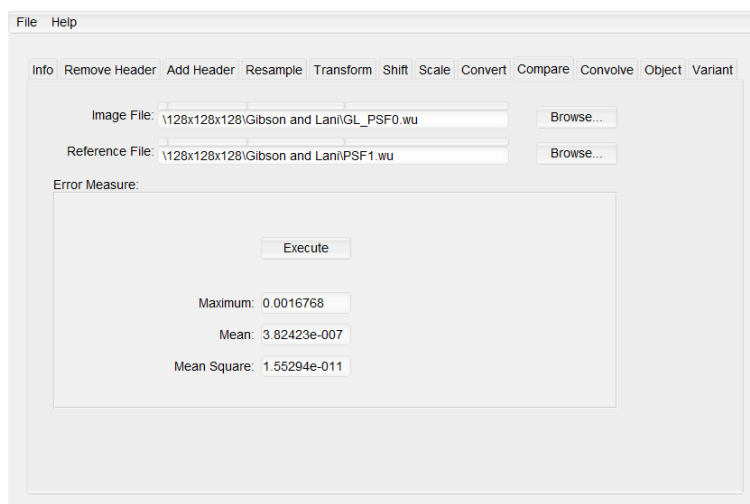 File Help
Info Remove Header Add Header Resample Transform Shift Scale Convert Compare Convolve Object Variant
Image File: \128x128x128\Gibson and Lani\GL_PSF0.wu Browse...
Reference File: \128x128x128\Gibson and Lani\PSF1.wu Browse...
Error Measure:
Execute
Maximum: 0.0016768
Mean: 3.82423e-007
Mean Square: 1.55294e-011